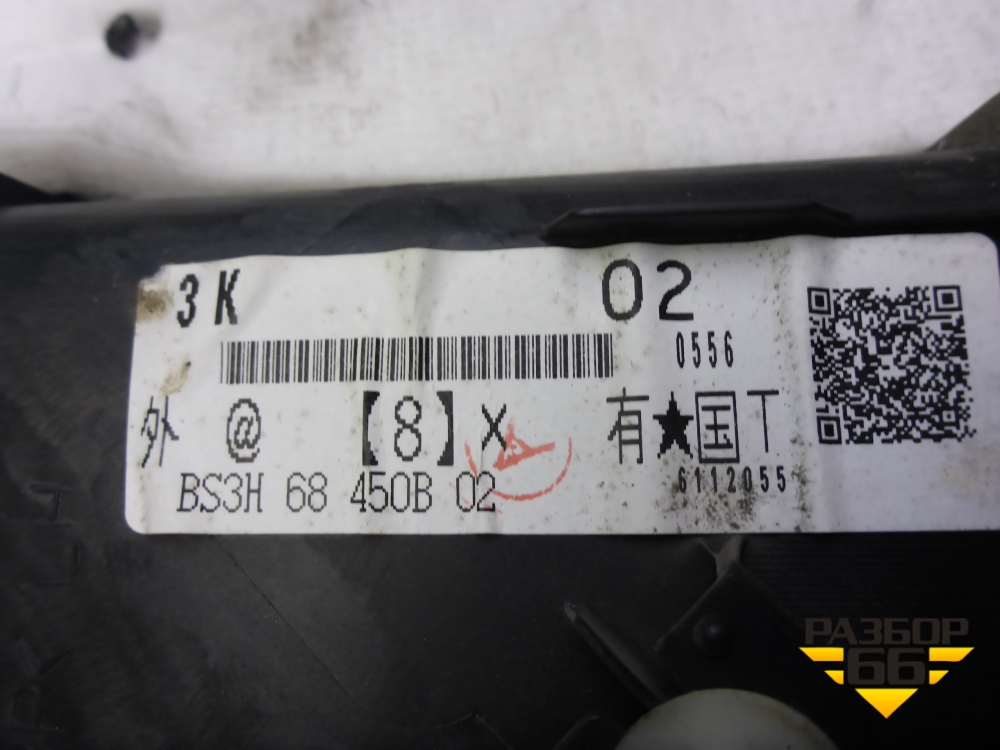 3K 02
0556
外 @ 【8】X 有★国T
BS3H 68 450B 02 6112055
РАЗБОР
66